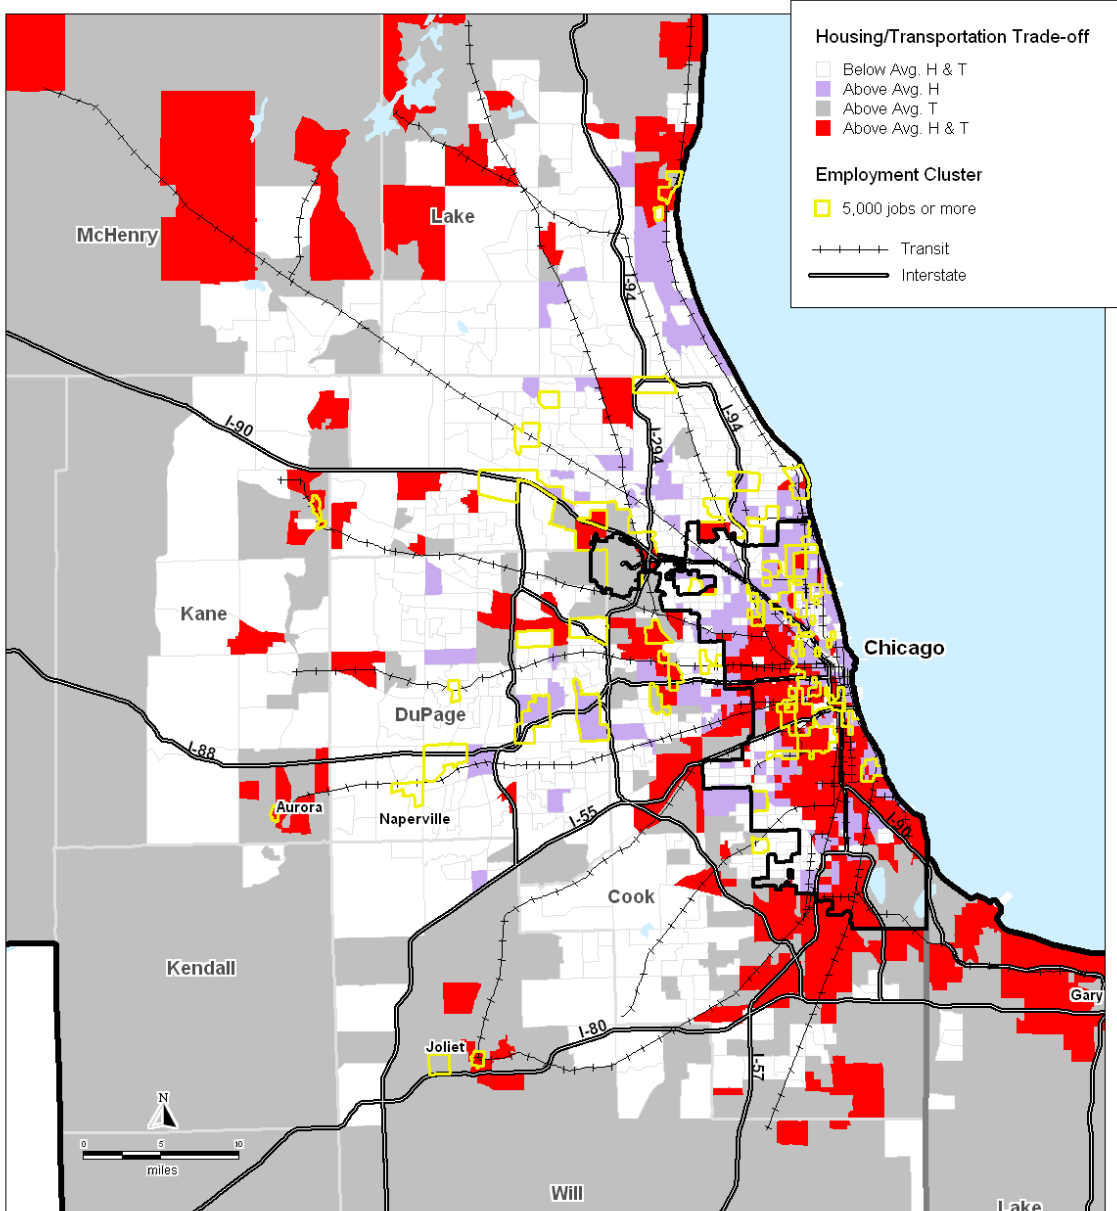 Housing/Transportation Trade-off
Below Avg. H & T
Above Avg. H
Above Avg. T
Above Avg. H & T
Employment Cluster
5,000 jobs or more
Transit
Interstate
McHenry
Lake
I-94
I-90
I-94
I-294
Kane
Chicago
DuPage
I-88
Aurora
Naperville
I-55
I-90
Cook
Kendall
Gary
Joliet
I-80
I-57
N
0 5 10
miles
Will
Lake